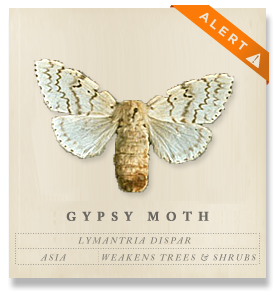 ALERT
GYPSY MOTH
LYMANTRIA DISPAR
ASIA WEAKENS TREES & SHRUBS